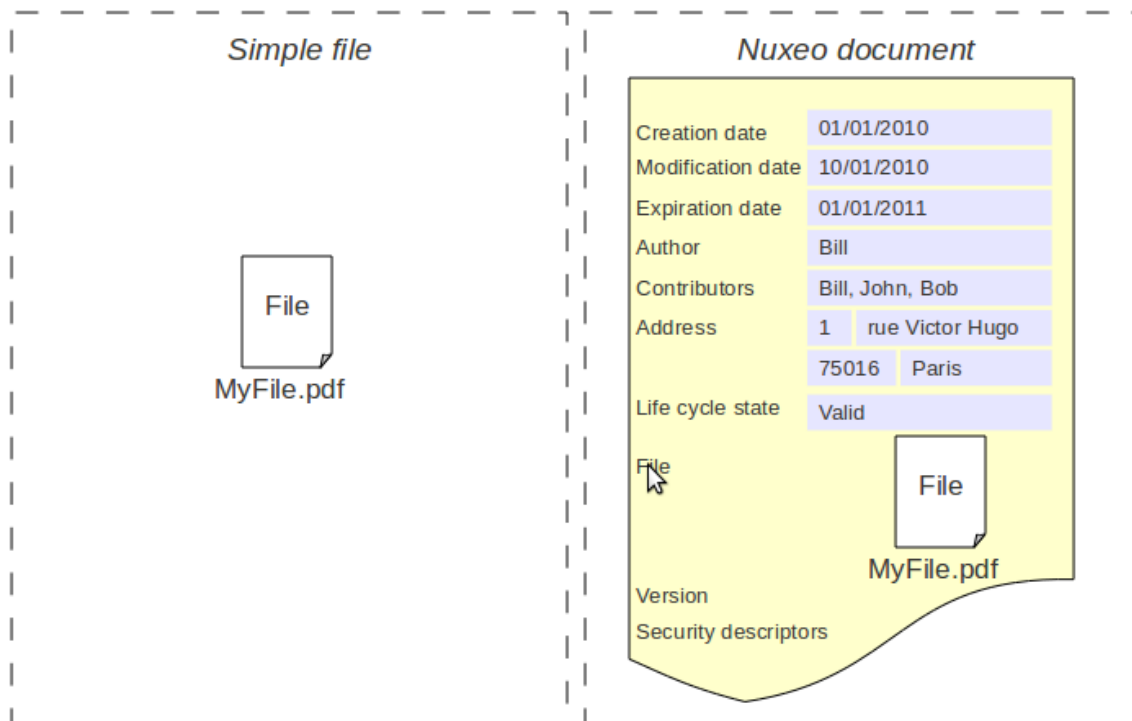 Simple file
File
MyFile.pdf
Nuxeo document
Creation date 01/01/2010
Modification date 10/01/2010
Expiration date 01/01/2011
Author Bill
Contributors Bill, John, Bob
Address 1 rue Victor Hugo
75016 Paris
Life cycle state Valid
File
File
MyFile.pdf
Version
Security descriptors